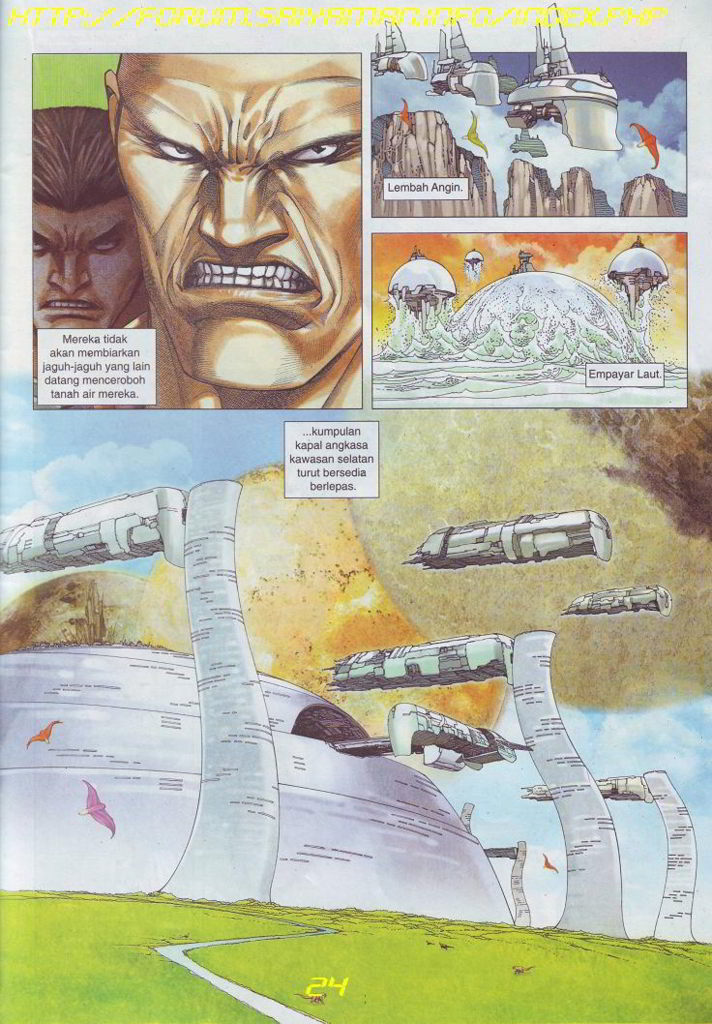 HTTP://FORUM.SAIYAMAN.INFO/INDEX.PHP
Mereka tidak
akan membiarkan
jaguh-jaguh yang lain
datang menceroboh
tanah air mereka.
Lembah Angin.
Empayar Laut.
...kumpulan
kapal angkasa
kawasan selatan
turut bersedia
berlepas.
24